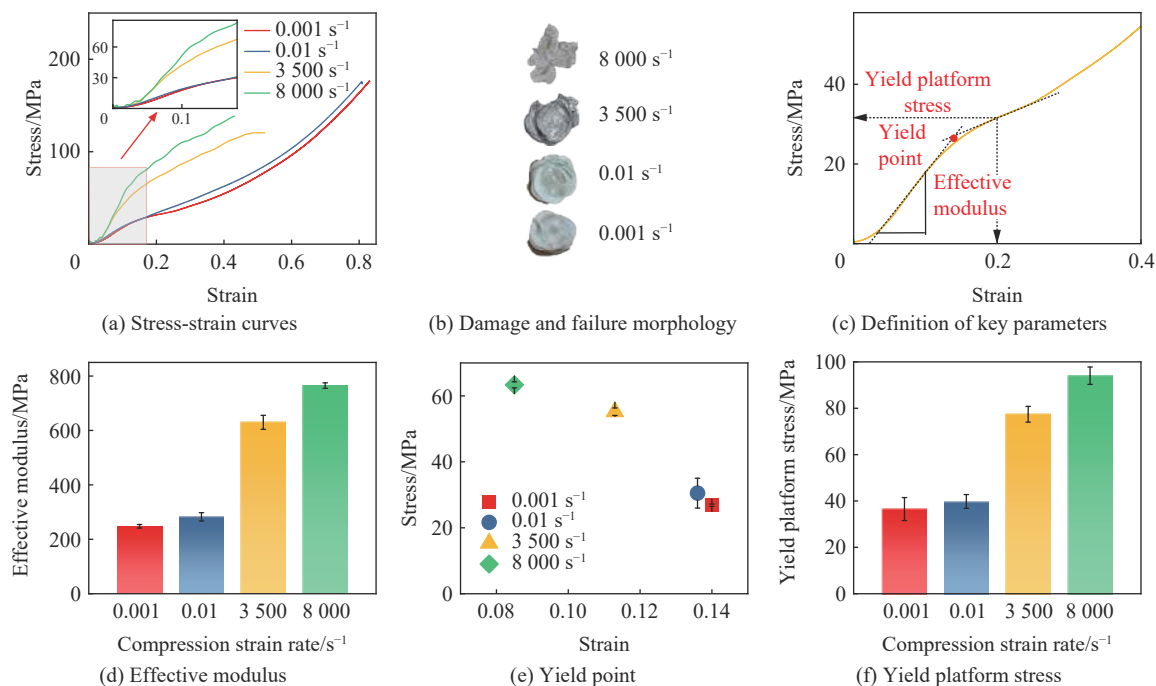 200
100
0
Stress/MPa
0
0.2
0.4
0.6
0.8
Strain
60
30
0
0.1
0.001 s⁻¹
0.01 s⁻¹
3 500 s⁻¹
8 000 s⁻¹
(a) Stress-strain curves
8 000 s⁻¹
3 500 s⁻¹
0.01 s⁻¹
0.001 s⁻¹
(b) Damage and failure morphology
40
20
0
Stress/MPa
Yield platform
stress
Yield
point
Effective
modulus
0.2
0.4
Strain
(c) Definition of key parameters
800
600
400
200
0
Effective modulus/MPa
0.001
0.01
3 500
8 000
Compression strain rate/s⁻¹
(d) Effective modulus
60
40
20
0
Stress/MPa
0.001 s⁻¹
0.01 s⁻¹
3 500 s⁻¹
8 000 s⁻¹
0.08
0.10
0.12
0.14
Strain
(e) Yield point
100
80
60
40
20
0
Yield platform stress/MPa
0.001
0.01
3 500
8 000
Compression strain rate/s⁻¹
(f) Yield platform stress